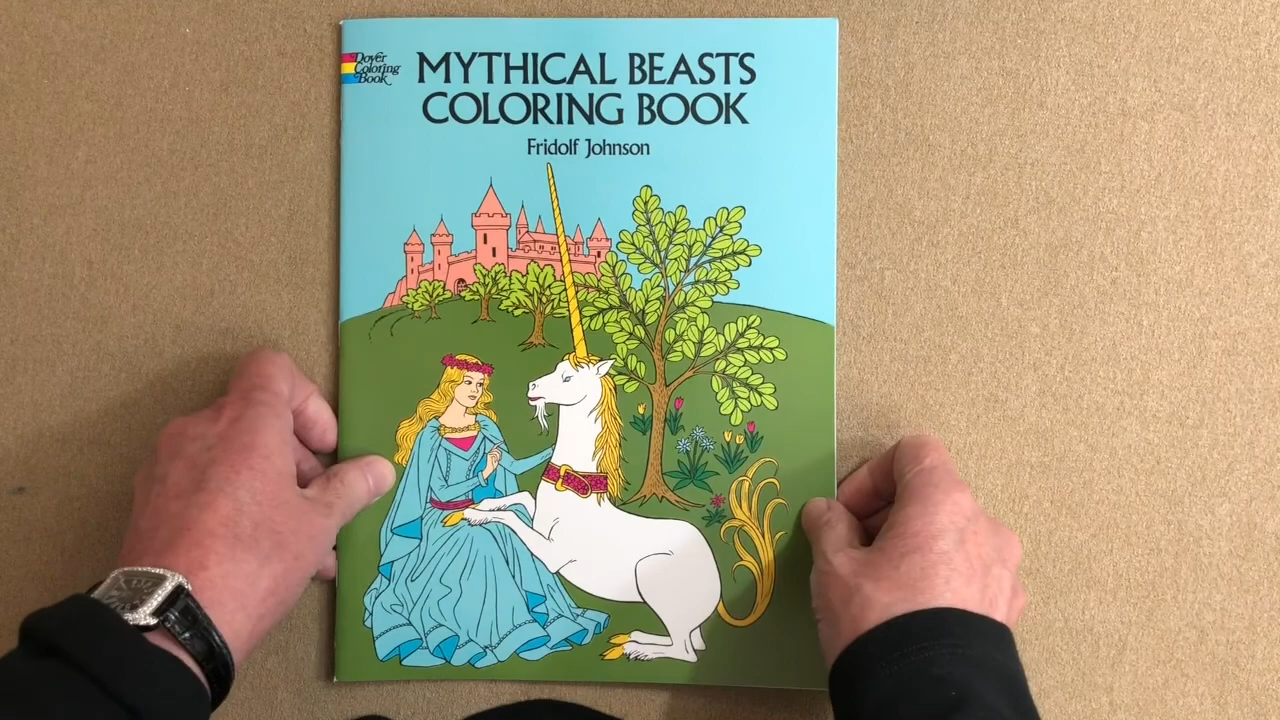 Dover
Coloring
Book
MYTHICAL BEASTS
COLORING BOOK
Fridolf Johnson